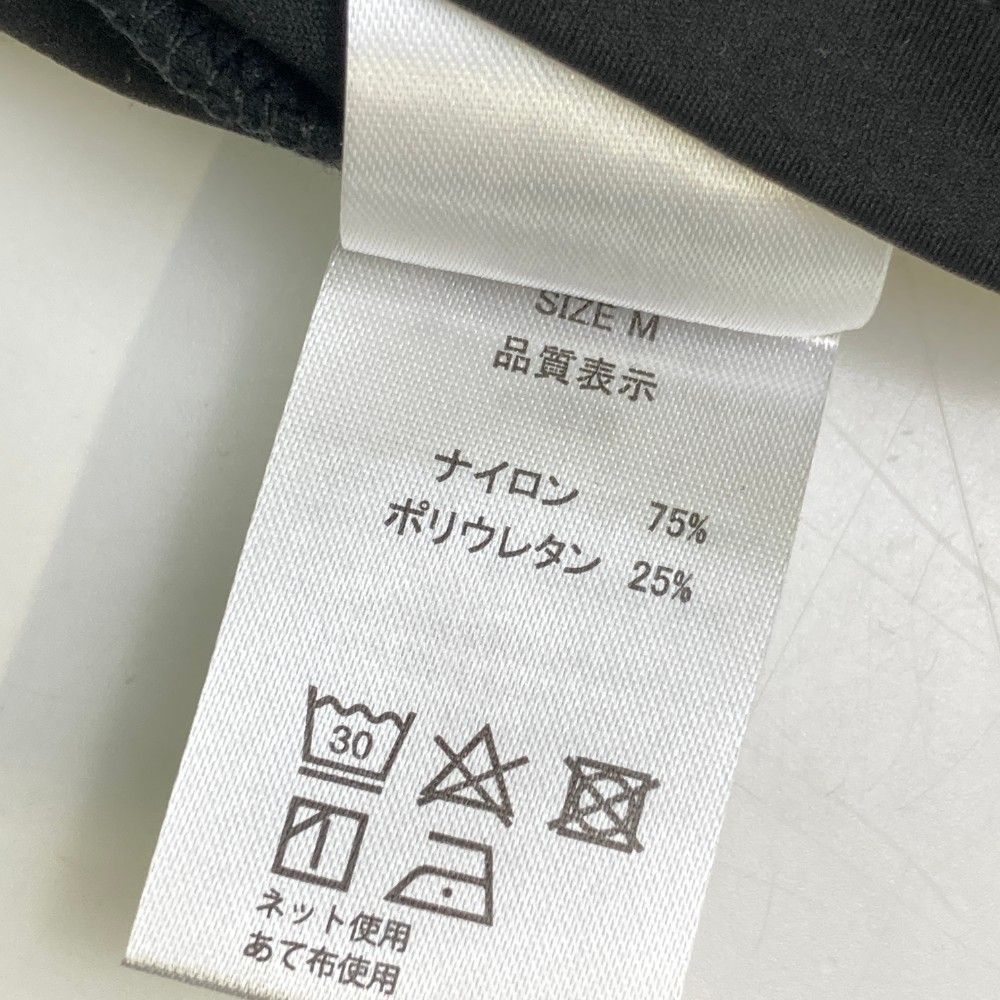 SIZE M
品質表示
ナイロン 75%
ポリウレタン 25%
30
ネット使用
あて布使用